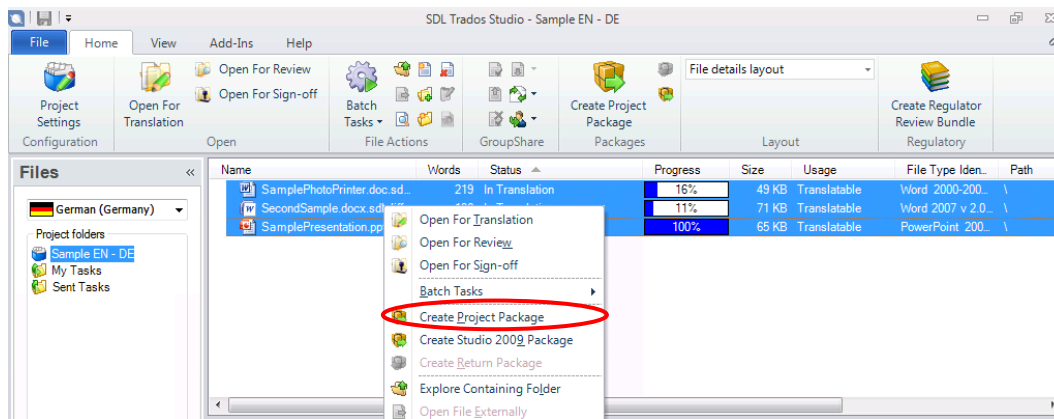 SDL Trados Studio - Sample EN - DE
File Home View Add-Ins Help
Project Settings
Configuration
Open For Translation
Open For Review
Open For Sign-off
Open
Batch Tasks
File Actions
GroupShare
Create Project Package
Packages
File details layout
Layout
Create Regulator Review Bundle
Regulatory
Files «
German (Germany)
Project folders
Sample EN - DE
My Tasks
Sent Tasks
Name Words Status Progress Size Usage File Type Iden... Path
SamplePhotoPrinter.doc.sd... 219 In Translation 16% 49 KB Translatable Word 2000-200... \
SecondSample.docx.sdlxliff 11% 71 KB Translatable Word 2007 v 2.0... \
SamplePresentation.pp 100% 65 KB Translatable PowerPoint 200... \
Open For Translation
Open For Review
Open For Sign-off
Batch Tasks
Create Project Package
Create Studio 2009 Package
Create Return Package
Explore Containing Folder
Open File Externally